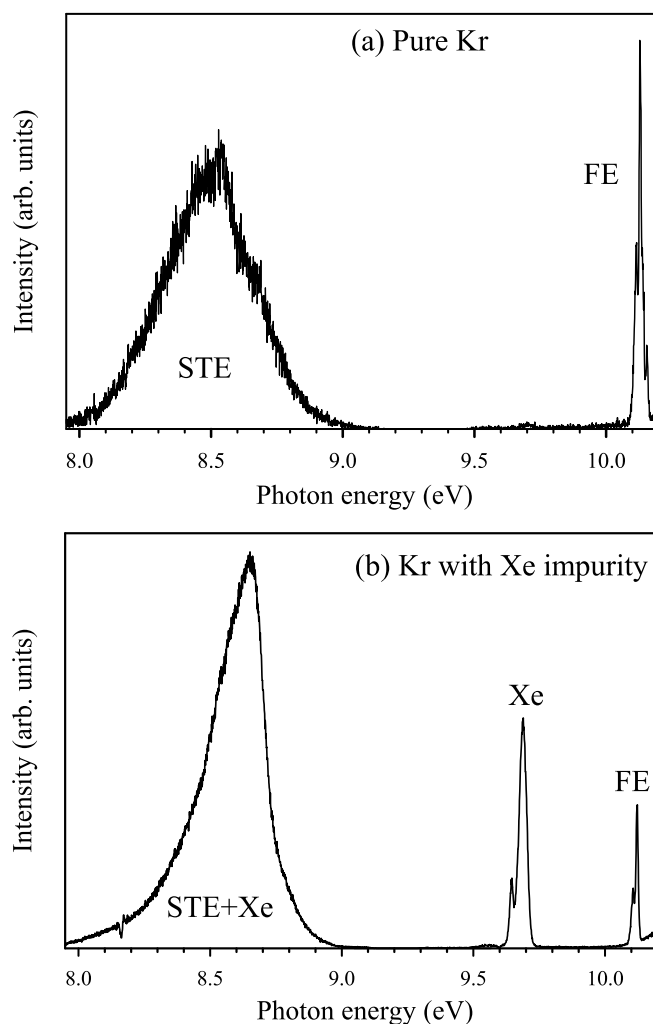 (a) Pure Kr
FE
STE
Intensity (arb. units)
8.0 8.5 9.0 9.5 10.0
Photon energy (eV)
(b) Kr with Xe impurity
Xe
FE
STE+Xe
Intensity (arb. units)
8.0 8.5 9.0 9.5 10.0
Photon energy (eV)